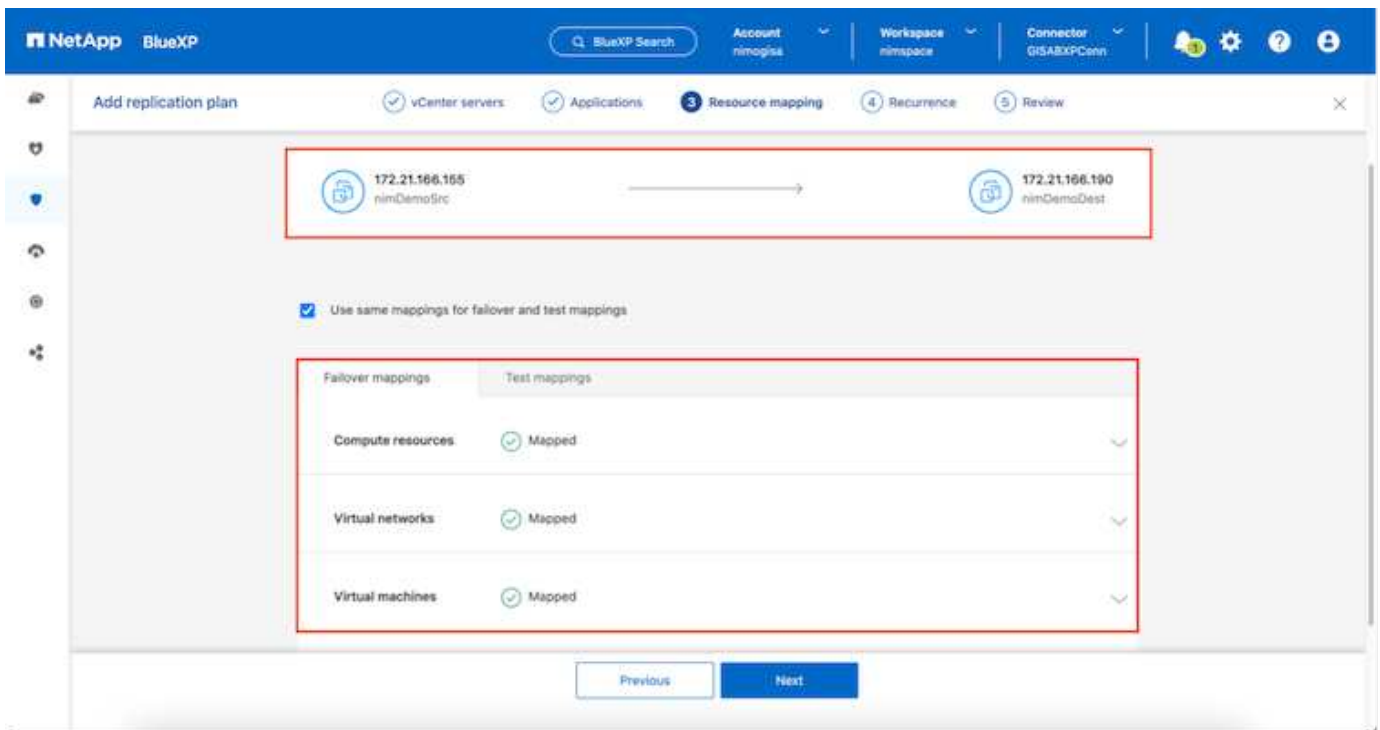 NetApp BlueXP
BlueXP Search
Account
nimogisa
Workspace
nimspace
Connector
GISABXPConn
1
Add replication plan
vCenter servers
Applications
3 Resource mapping
4 Recurrence
5 Review
172.21.166.165
nimDemoSrc
172.21.166.190
nimDemoDest
Use same mappings for failover and test mappings
Failover mappings
Test mappings
Compute resources
Mapped
Virtual networks
Mapped
Virtual machines
Mapped
Previous
Next